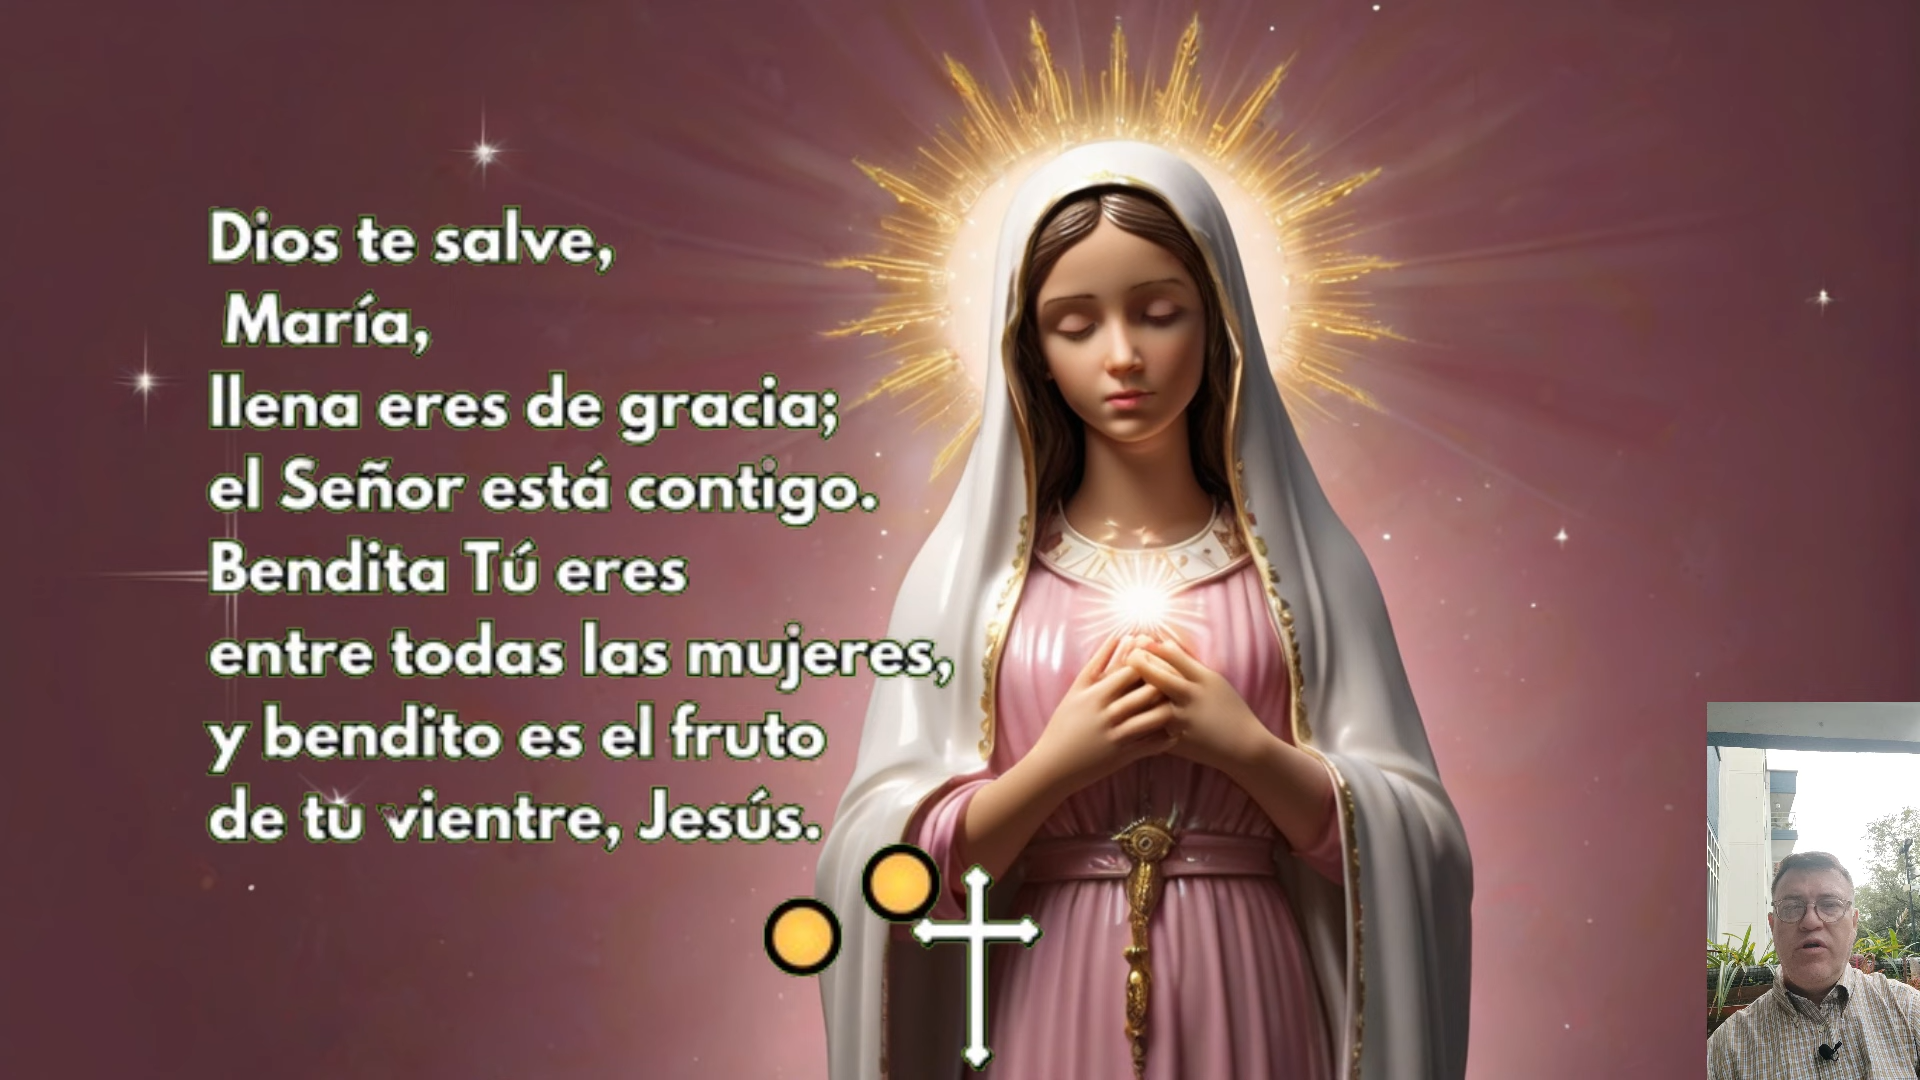 Dios te salve,
María,
llena eres de gracia;
el Señor está contigo.
Bendita Tú eres
entre todas las mujeres,
y bendito es el fruto
de tu vientre, Jesús.